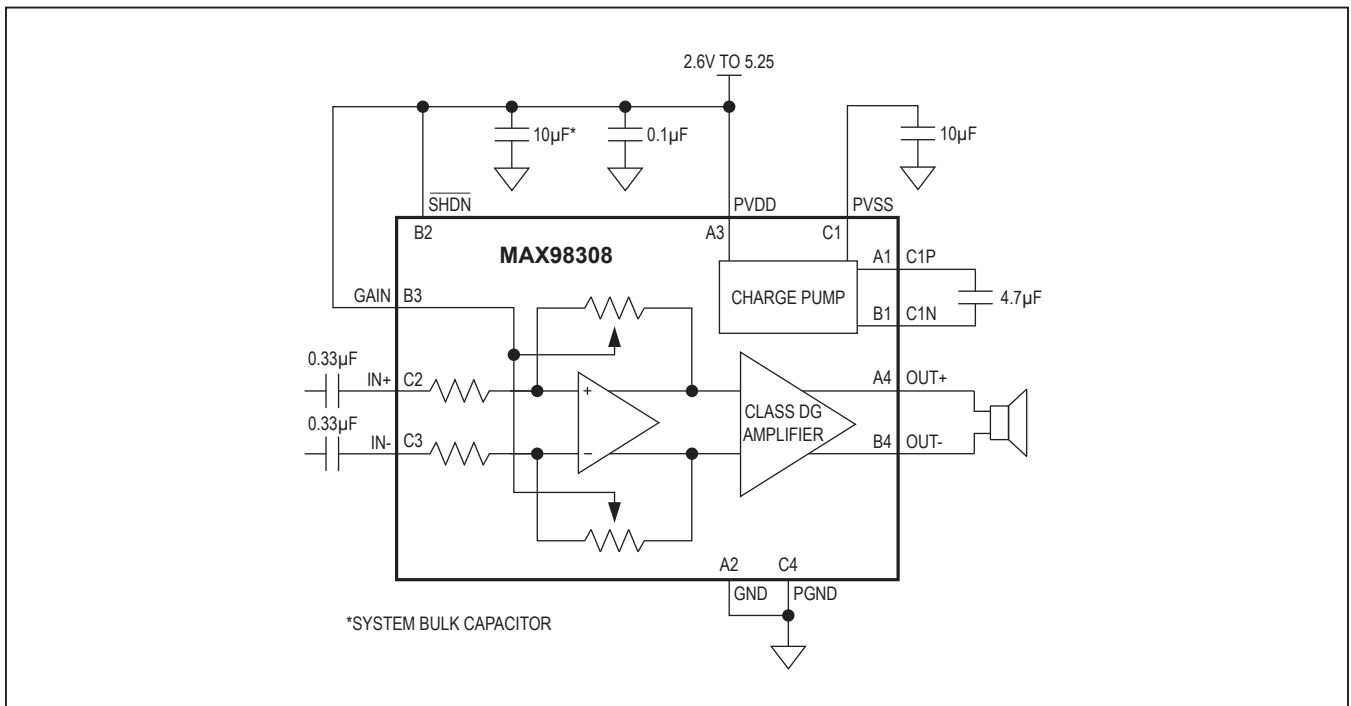 2.6V TO 5.25
10µF*
0.1µF
10µF
SHDN
PVDD
PVSS
B2
A3
C1
MAX98308
A1
C1P
CHARGE PUMP
4.7µF
GAIN
B3
B1
C1N
0.33µF
IN+
C2
+
A4
OUT+
CLASS DG
AMPLIFIER
0.33µF
IN-
C3
−
B4
OUT-
A2
C4
GND
PGND
*SYSTEM BULK CAPACITOR